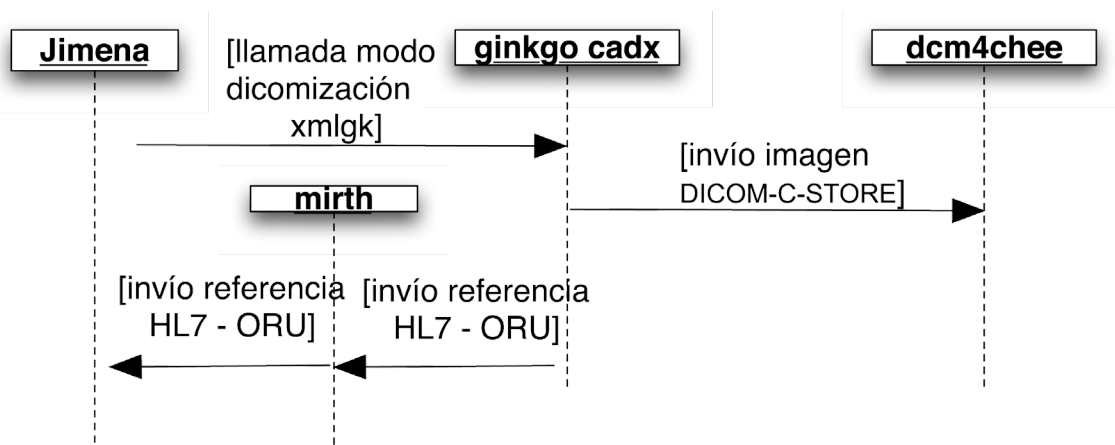 Jimena
[llamada modo
dicomización
xmlgk]
ginkgo cadx
dcm4chee
[invío imagen
DICOM-C-STORE]
mirth
[invío referencia
HL7 - ORU]
[invío referencia
HL7 - ORU]